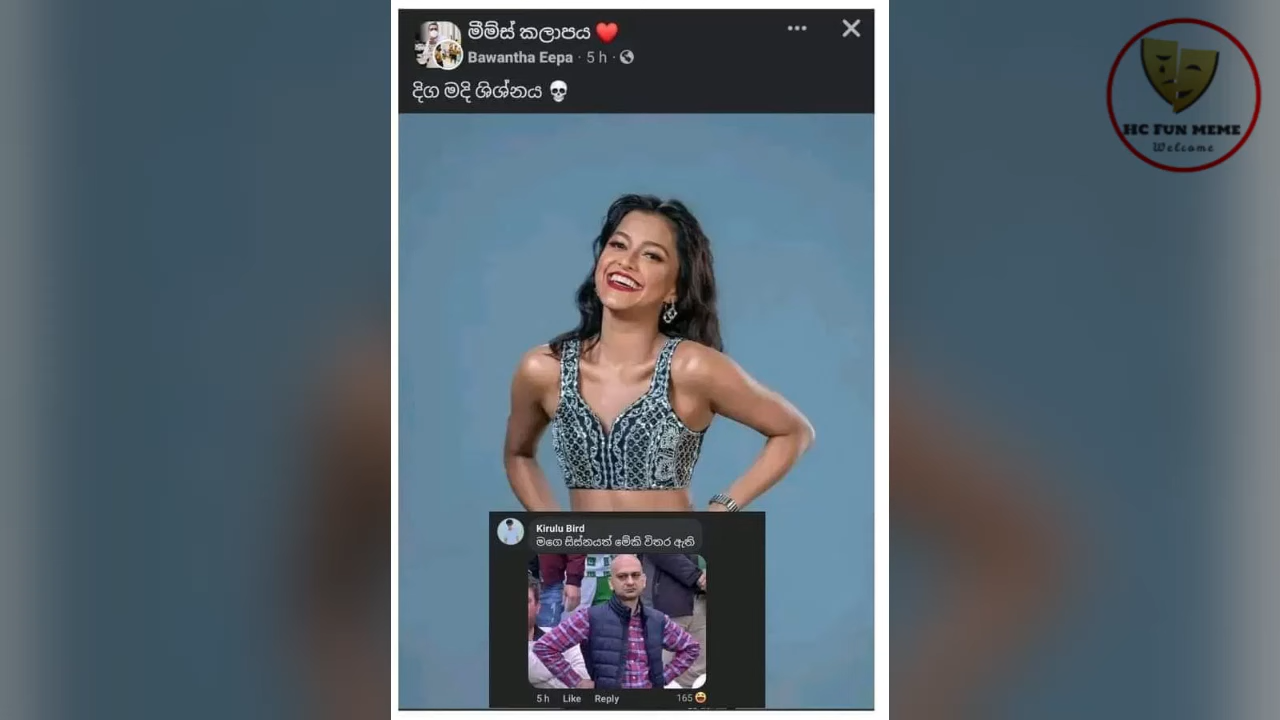 මීම්ස් කලාපය ❤️
Bawantha Eepa · 5 h ·
දිග මදි ශිශ්නය 💀
HC FUN MEME
Welcome
Kirulu Bird
මගෙ සිස්නයත් මේකි විතර ඇති
5 h Like Reply 165 😆